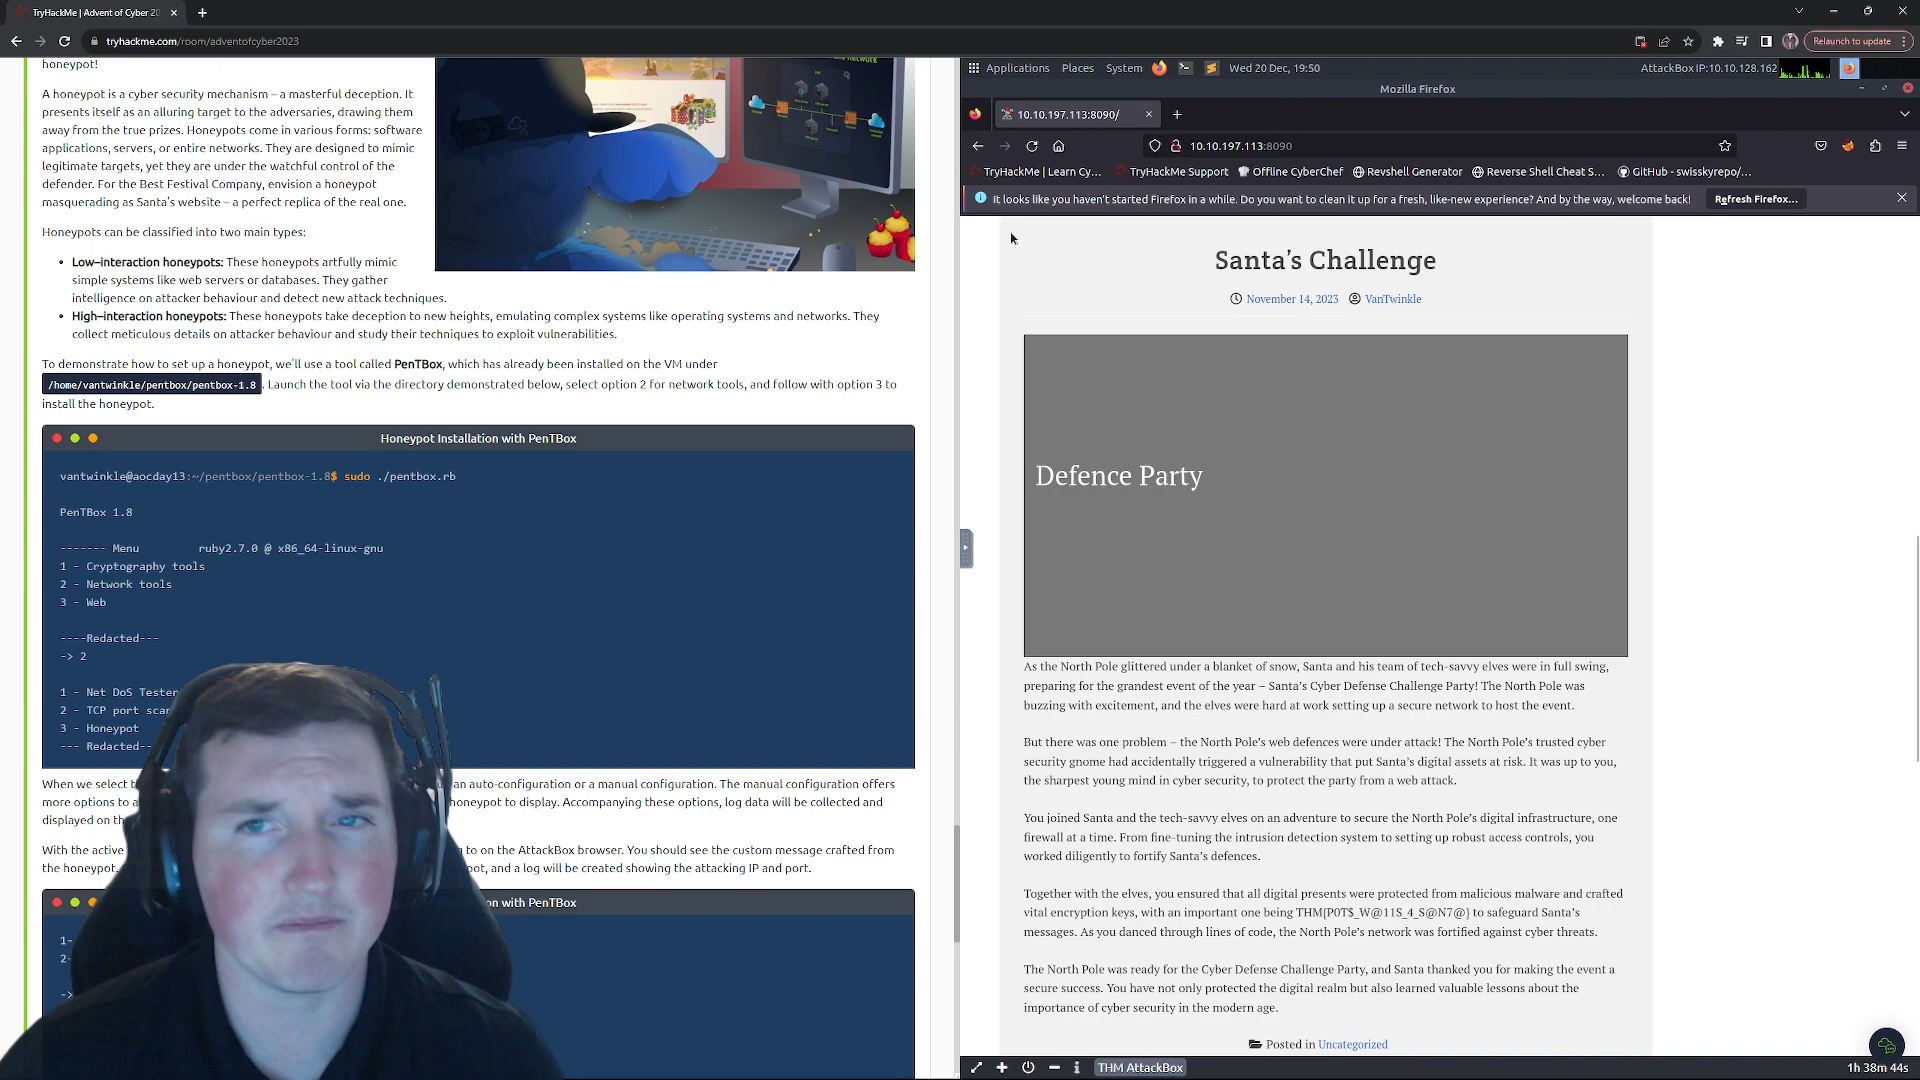 TryHackMe | Advent of Cyber 20
tryhackme.com/room/adventofcyber2023
Relaunch to update
honeypot!
A honeypot is a cyber security mechanism – a masterful deception. It
presents itself as an alluring target to the adversaries, drawing them
away from the true prizes. Honeypots come in various forms: software
applications, servers, or entire networks. They are designed to mimic
legitimate targets, yet they are under the watchful control of the
defender. For the Best Festival Company, envision a honeypot
masquerading as Santa's website – a perfect replica of the real one.
Honeypots can be classified into two main types:
• Low-interaction honeypots: These honeypots artfully mimic
simple systems like web servers or databases. They gather
intelligence on attacker behaviour and detect new attack techniques.
• High-interaction honeypots: These honeypots take deception to new heights, emulating complex systems like operating systems and networks. They
collect meticulous details on attacker behaviour and study their techniques to exploit vulnerabilities.
To demonstrate how to set up a honeypot, we'll use a tool called PenTBox, which has already been installed on the VM under
/home/vantwinkle/pentbox/pentbox-1.8 . Launch the tool via the directory demonstrated below, select option 2 for network tools, and follow with option 3 to
install the honeypot.
Honeypot Installation with PenTBox
vantwinkle@aocday13:~/pentbox/pentbox-1.8$ sudo ./pentbox.rb
PenTBox 1.8
------- Menu ruby2.7.0 @ x86_64-linux-gnu
1 - Cryptography tools
2 - Network tools
3 - Web
----Redacted---
-> 2
1 - Net DoS Tester
2 - TCP port scan
3 - Honeypot
--- Redacted--
When we select t an auto-configuration or a manual configuration. The manual configuration offers
more options to a honeypot to display. Accompanying these options, log data will be collected and
displayed on th
With the active to on the AttackBox browser. You should see the custom message crafted from
the honeypot. pot, and a log will be created showing the attacking IP and port.
on with PenTBox
1-
2-
->
Applications Places System Wed 20 Dec, 19:50 AttackBox IP:10.10.128.162
Mozilla Firefox
10.10.197.113:8090/
10.10.197.113:8090
TryHackMe | Learn Cy... TryHackMe Support Offline CyberChef Revshell Generator Reverse Shell Cheat S... GitHub - swisskyrepo/...
It looks like you haven't started Firefox in a while. Do you want to clean it up for a fresh, like-new experience? And by the way, welcome back! Refresh Firefox...
Santa's Challenge
November 14, 2023 VanTwinkle
Defence Party
As the North Pole glittered under a blanket of snow, Santa and his team of tech-savvy elves were in full swing,
preparing for the grandest event of the year – Santa's Cyber Defense Challenge Party! The North Pole was
buzzing with excitement, and the elves were hard at work setting up a secure network to host the event.
But there was one problem – the North Pole's web defences were under attack! The North Pole's trusted cyber
security gnome had accidentally triggered a vulnerability that put Santa's digital assets at risk. It was up to you,
the sharpest young mind in cyber security, to protect the party from a web attack.
You joined Santa and the tech-savvy elves on an adventure to secure the North Pole's digital infrastructure, one
firewall at a time. From fine-tuning the intrusion detection system to setting up robust access controls, you
worked diligently to fortify Santa's defences.
Together with the elves, you ensured that all digital presents were protected from malicious malware and crafted
vital encryption keys, with an important one being THM{P0T$_W@11S_4_S@N7@} to safeguard Santa's
messages. As you danced through lines of code, the North Pole's network was fortified against cyber threats.
The North Pole was ready for the Cyber Defense Challenge Party, and Santa thanked you for making the event a
secure success. You have not only protected the digital realm but also learned valuable lessons about the
importance of cyber security in the modern age.
Posted in Uncategorized
THM AttackBox
1h 38m 44s